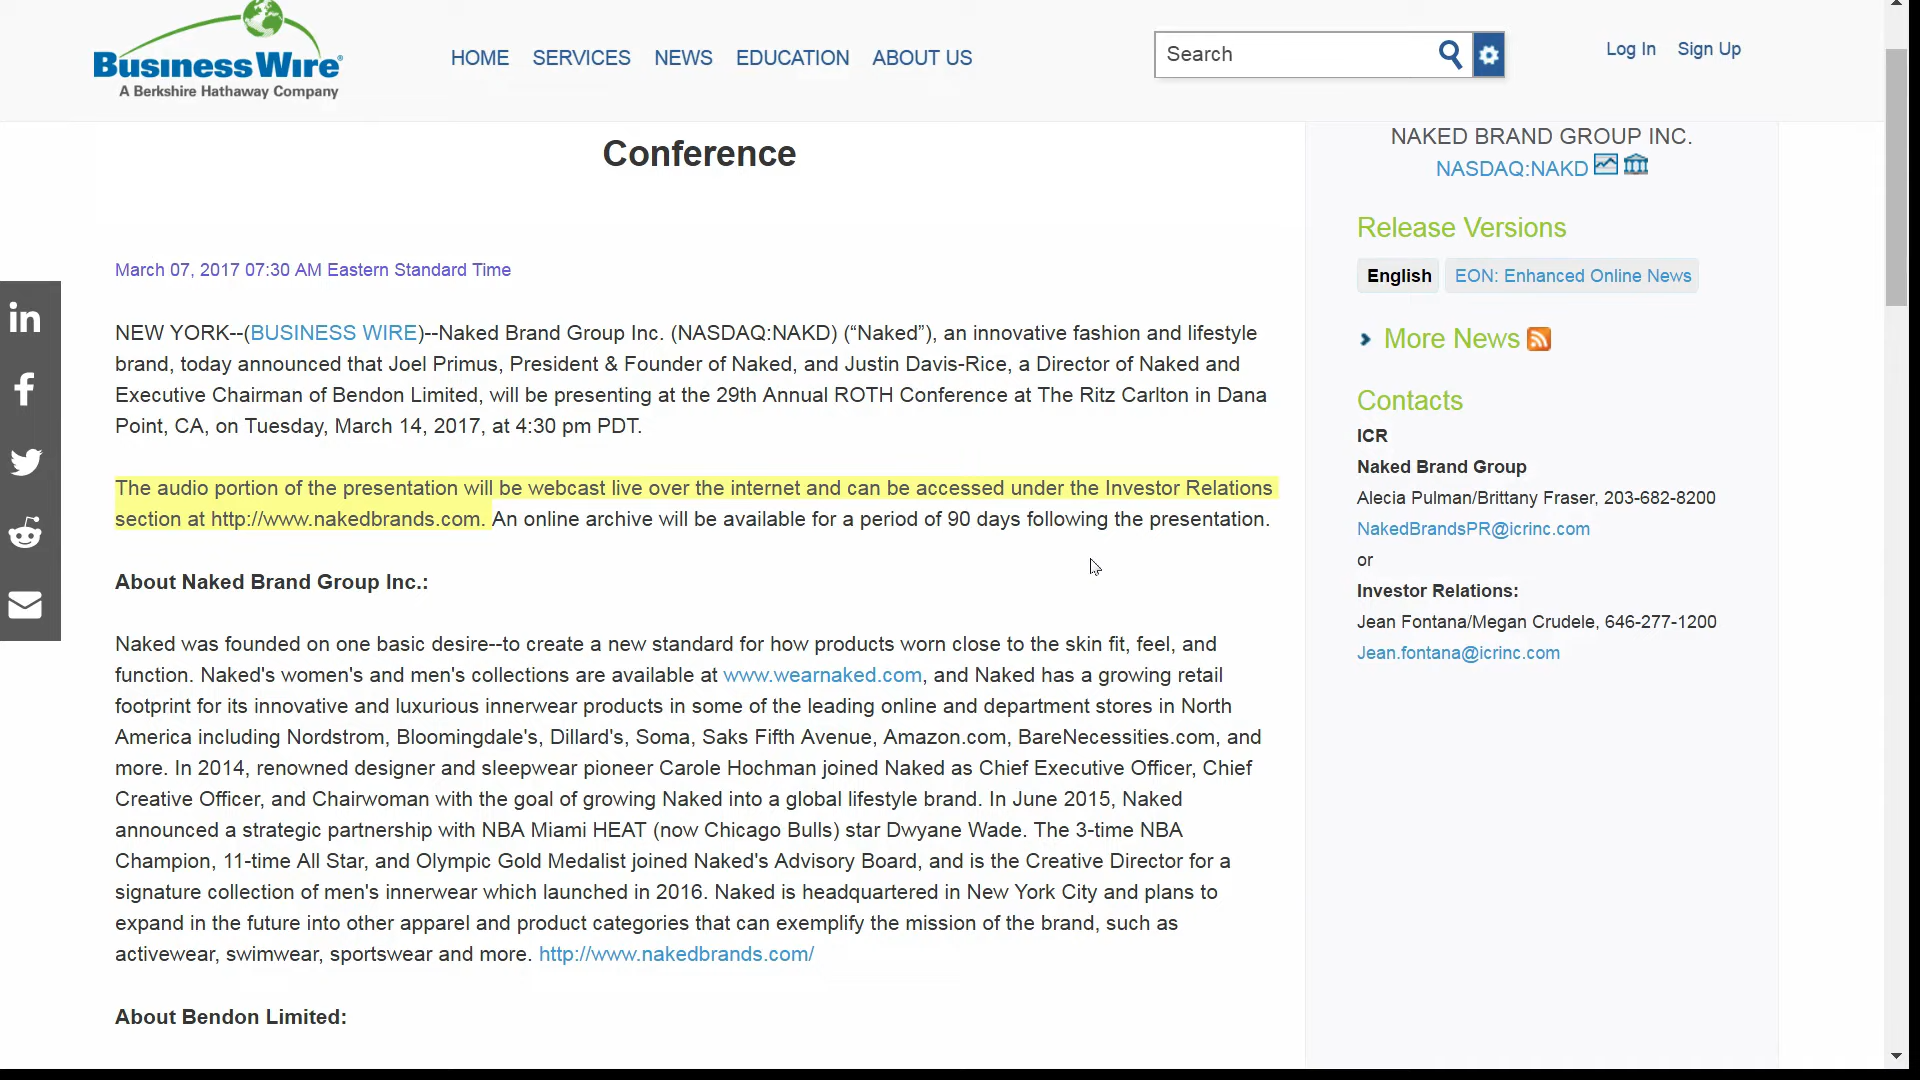 BusinessWire
A Berkshire Hathaway Company
HOME SERVICES NEWS EDUCATION ABOUT US
Search
Log In Sign Up
Conference
March 07, 2017 07:30 AM Eastern Standard Time
NEW YORK--(BUSINESS WIRE)--Naked Brand Group Inc. (NASDAQ:NAKD) (“Naked”), an innovative fashion and lifestyle
brand, today announced that Joel Primus, President & Founder of Naked, and Justin Davis-Rice, a Director of Naked and
Executive Chairman of Bendon Limited, will be presenting at the 29th Annual ROTH Conference at The Ritz Carlton in Dana
Point, CA, on Tuesday, March 14, 2017, at 4:30 pm PDT.
The audio portion of the presentation will be webcast live over the internet and can be accessed under the Investor Relations
section at http://www.nakedbrands.com. An online archive will be available for a period of 90 days following the presentation.
About Naked Brand Group Inc.:
Naked was founded on one basic desire--to create a new standard for how products worn close to the skin fit, feel, and
function. Naked's women's and men's collections are available at www.wearnaked.com, and Naked has a growing retail
footprint for its innovative and luxurious innerwear products in some of the leading online and department stores in North
America including Nordstrom, Bloomingdale's, Dillard's, Soma, Saks Fifth Avenue, Amazon.com, BareNecessities.com, and
more. In 2014, renowned designer and sleepwear pioneer Carole Hochman joined Naked as Chief Executive Officer, Chief
Creative Officer, and Chairwoman with the goal of growing Naked into a global lifestyle brand. In June 2015, Naked
announced a strategic partnership with NBA Miami HEAT (now Chicago Bulls) star Dwyane Wade. The 3-time NBA
Champion, 11-time All Star, and Olympic Gold Medalist joined Naked's Advisory Board, and is the Creative Director for a
signature collection of men's innerwear which launched in 2016. Naked is headquartered in New York City and plans to
expand in the future into other apparel and product categories that can exemplify the mission of the brand, such as
activewear, swimwear, sportswear and more. http://www.nakedbrands.com/
About Bendon Limited:
NAKED BRAND GROUP INC.
NASDAQ:NAKD
Release Versions
English EON: Enhanced Online News
More News
Contacts
ICR
Naked Brand Group
Alecia Pulman/Brittany Fraser, 203-682-8200
NakedBrandsPR@icrinc.com
or
Investor Relations:
Jean Fontana/Megan Crudele, 646-277-1200
Jean.fontana@icrinc.com